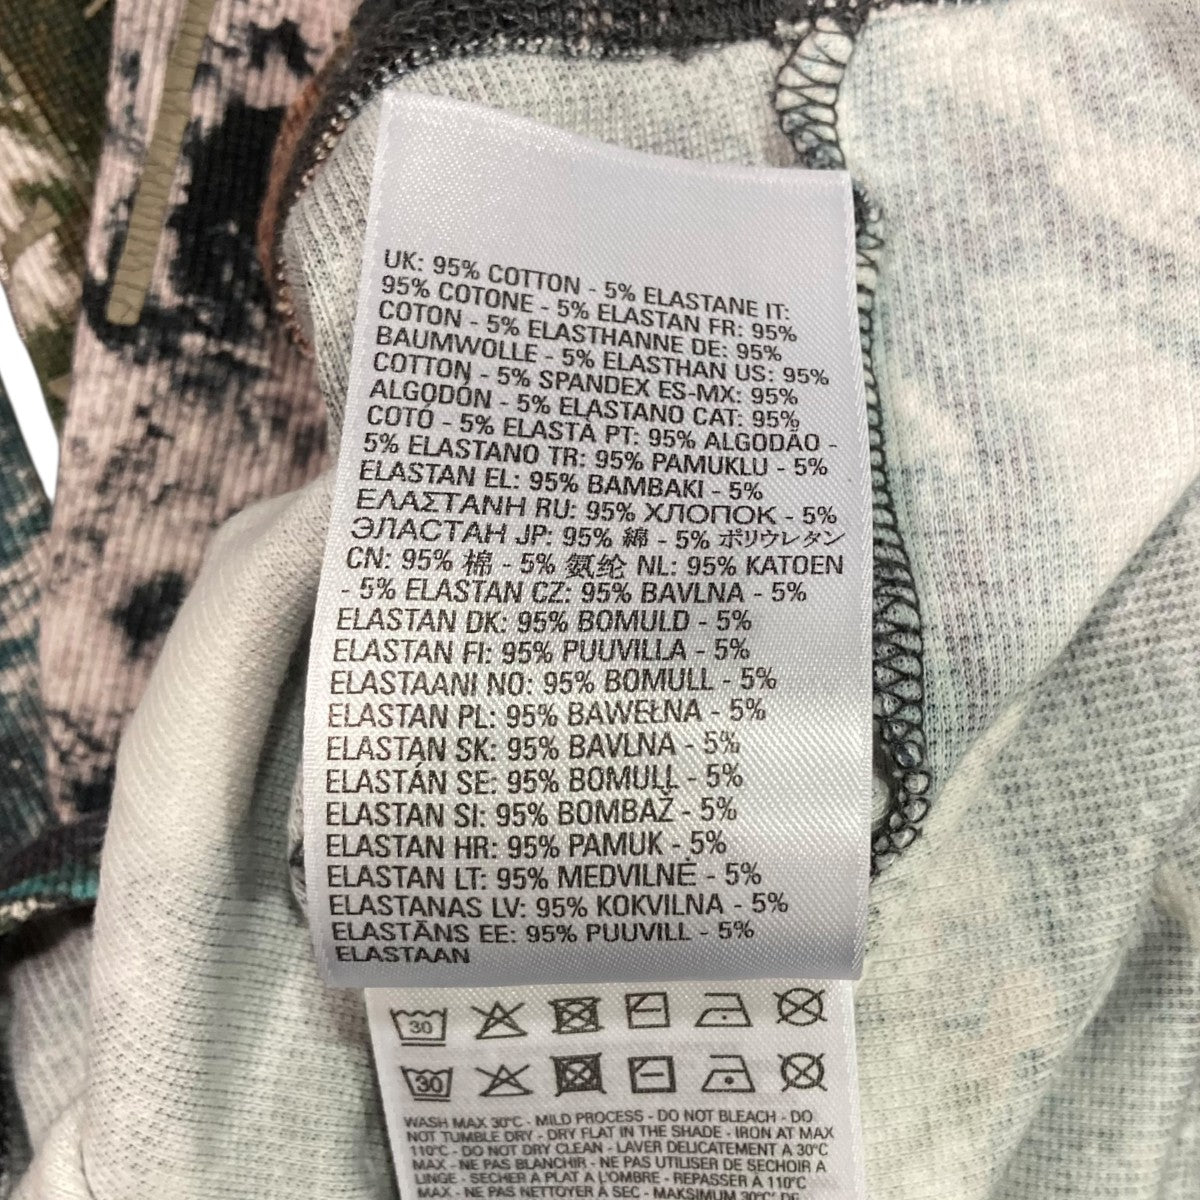 UK: 95% COTTON - 5% ELASTANE IT:
95% COTONE - 5% ELASTAN FR: 95%
COTON - 5% ELASTHANNE DE: 95%
BAUMWOLLE - 5% ELASTHAN US: 95%
COTTON - 5% SPANDEX ES-MX: 95%
ALGODÓN - 5% ELASTANO CAT: 95%
COTÓ - 5% ELASTÀ PT: 95% ALGODÃO -
5% ELASTANO TR: 95% PAMUKLU - 5%
ELASTAN EL: 95% BAMBAKI - 5%
ΕΛΑΣΤΑΝΗ RU: 95% ХЛОПОК - 5%
ЭЛАСТАН JP: 95% 綿 - 5% ポリウレタン
CN: 95% 棉 - 5% 氨纶 NL: 95% KATOEN
- 5% ELASTAN CZ: 95% BAVLNA - 5%
ELASTAN DK: 95% BOMULD - 5%
ELASTAN FI: 95% PUUVILLA - 5%
ELASTAANI NO: 95% BOMULL - 5%
ELASTAN PL: 95% BAWEŁNA - 5%
ELASTAN SK: 95% BAVLNA - 5%
ELASTÁN SE: 95% BOMULL - 5%
ELASTAN SI: 95% BOMBAŽ - 5%
ELASTAN HR: 95% PAMUK - 5%
ELASTAN LT: 95% MEDVILNĖ - 5%
ELASTANAS LV: 95% KOKVILNA - 5%
ELASTĀNS EE: 95% PUUVILL - 5%
ELASTAAN
30
30
WASH MAX 30°C - MILD PROCESS - DO NOT BLEACH - DO
NOT TUMBLE DRY - DRY FLAT IN THE SHADE - IRON AT MAX
110°C - DO NOT DRY CLEAN - LAVER DELICATEMENT A 30°C
MAX - NE PAS BLANCHIR - NE PAS UTILISER DE SECHOIR A
LINGE - SECHER A PLAT A L'OMBRE - REPASSER A 110°C
MAX - NE PAS NETTOYER A SEC - MAKSIMUM 30°C DE